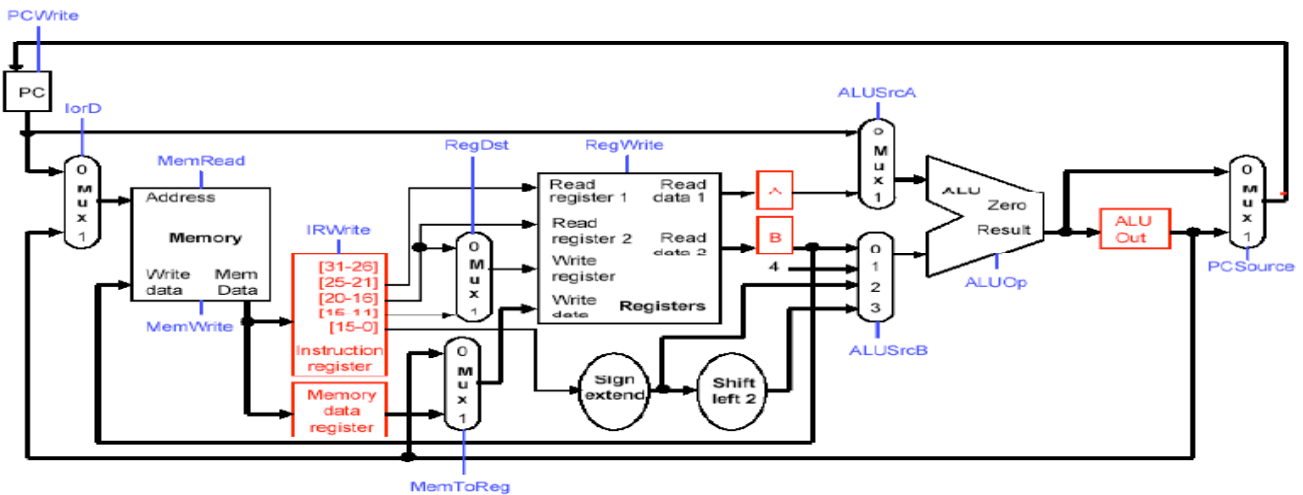 PCWrite
PC
IorD
0
M
u
x
1
MemRead
Address
Memory
Write
data
Mem
Data
MemWrite
IRWrite
[31-26]
[25-21]
[20-16]
[15-11]
[15-0]
Instruction
register
Memory
data
register
RegDst
0
M
u
x
1
0
M
u
x
1
MemToReg
RegWrite
Read
register 1
Read
data 1
Read
register 2
Read
data 2
Write
register
Write
data
Registers
Sign
extend
Shift
left 2
A
B
4
ALUSrcA
0
M
u
x
1
0
1
2
3
ALUSrcB
ALU
Zero
Result
ALUOp
ALU
Out
0
M
u
x
1
PCSource